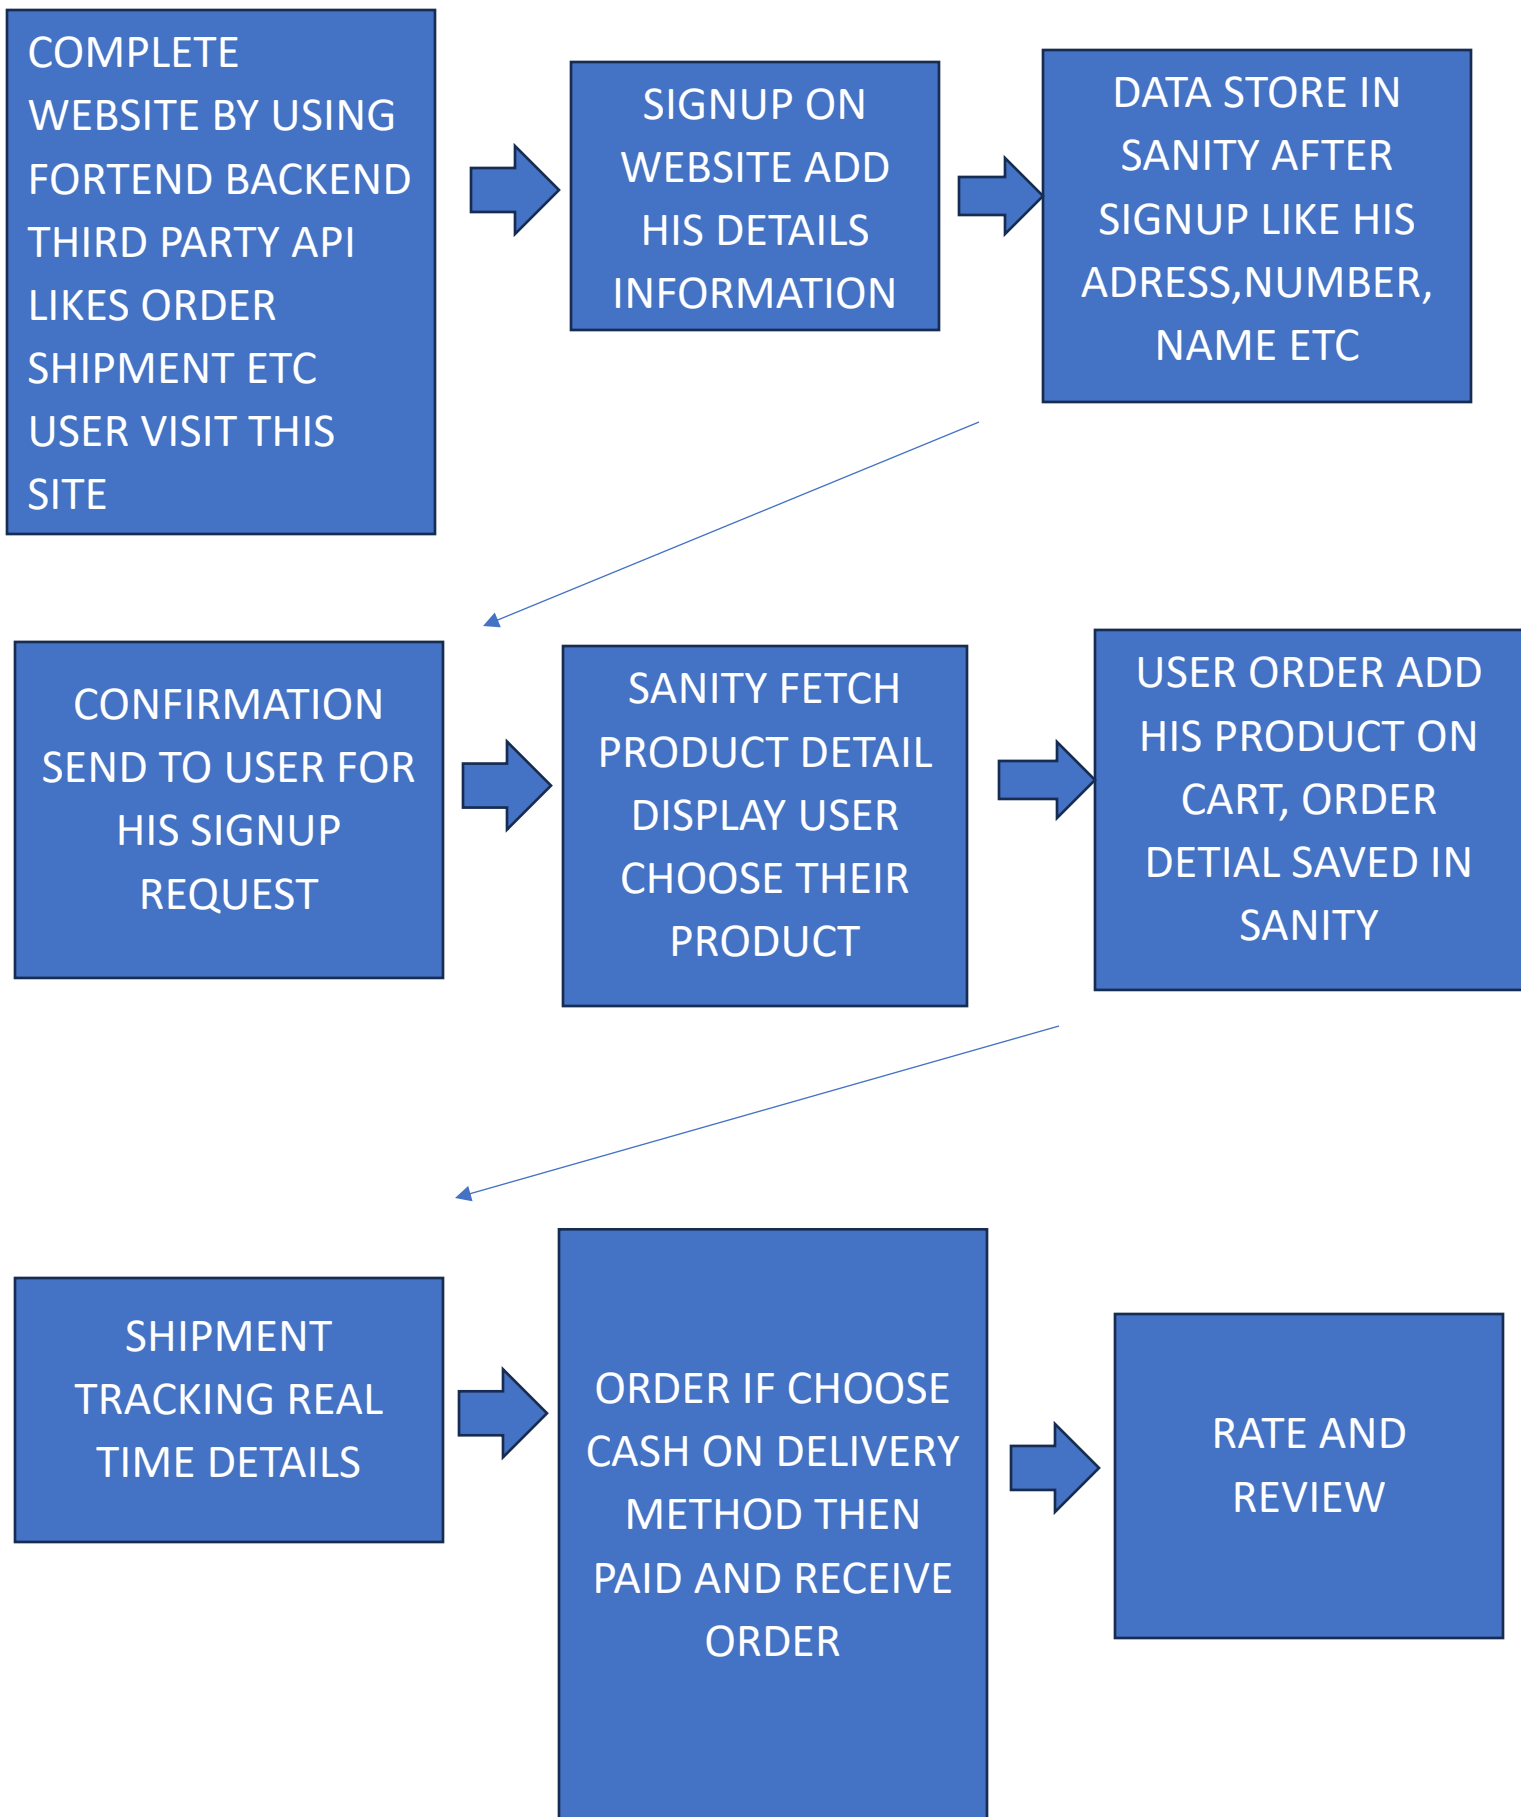 COMPLETE
WEBSITE BY USING
FORTEND BACKEND
THIRD PARTY API
LIKES ORDER
SHIPMENT ETC
USER VISIT THIS
SITE
SIGNUP ON
WEBSITE ADD
HIS DETAILS
INFORMATION
DATA STORE IN
SANITY AFTER
SIGNUP LIKE HIS
ADRESS,NUMBER,
NAME ETC
CONFIRMATION
SEND TO USER FOR
HIS SIGNUP
REQUEST
SANITY FETCH
PRODUCT DETAIL
DISPLAY USER
CHOOSE THEIR
PRODUCT
USER ORDER ADD
HIS PRODUCT ON
CART, ORDER
DETIAL SAVED IN
SANITY
SHIPMENT
TRACKING REAL
TIME DETAILS
ORDER IF CHOOSE
CASH ON DELIVERY
METHOD THEN
PAID AND RECEIVE
ORDER
RATE AND
REVIEW